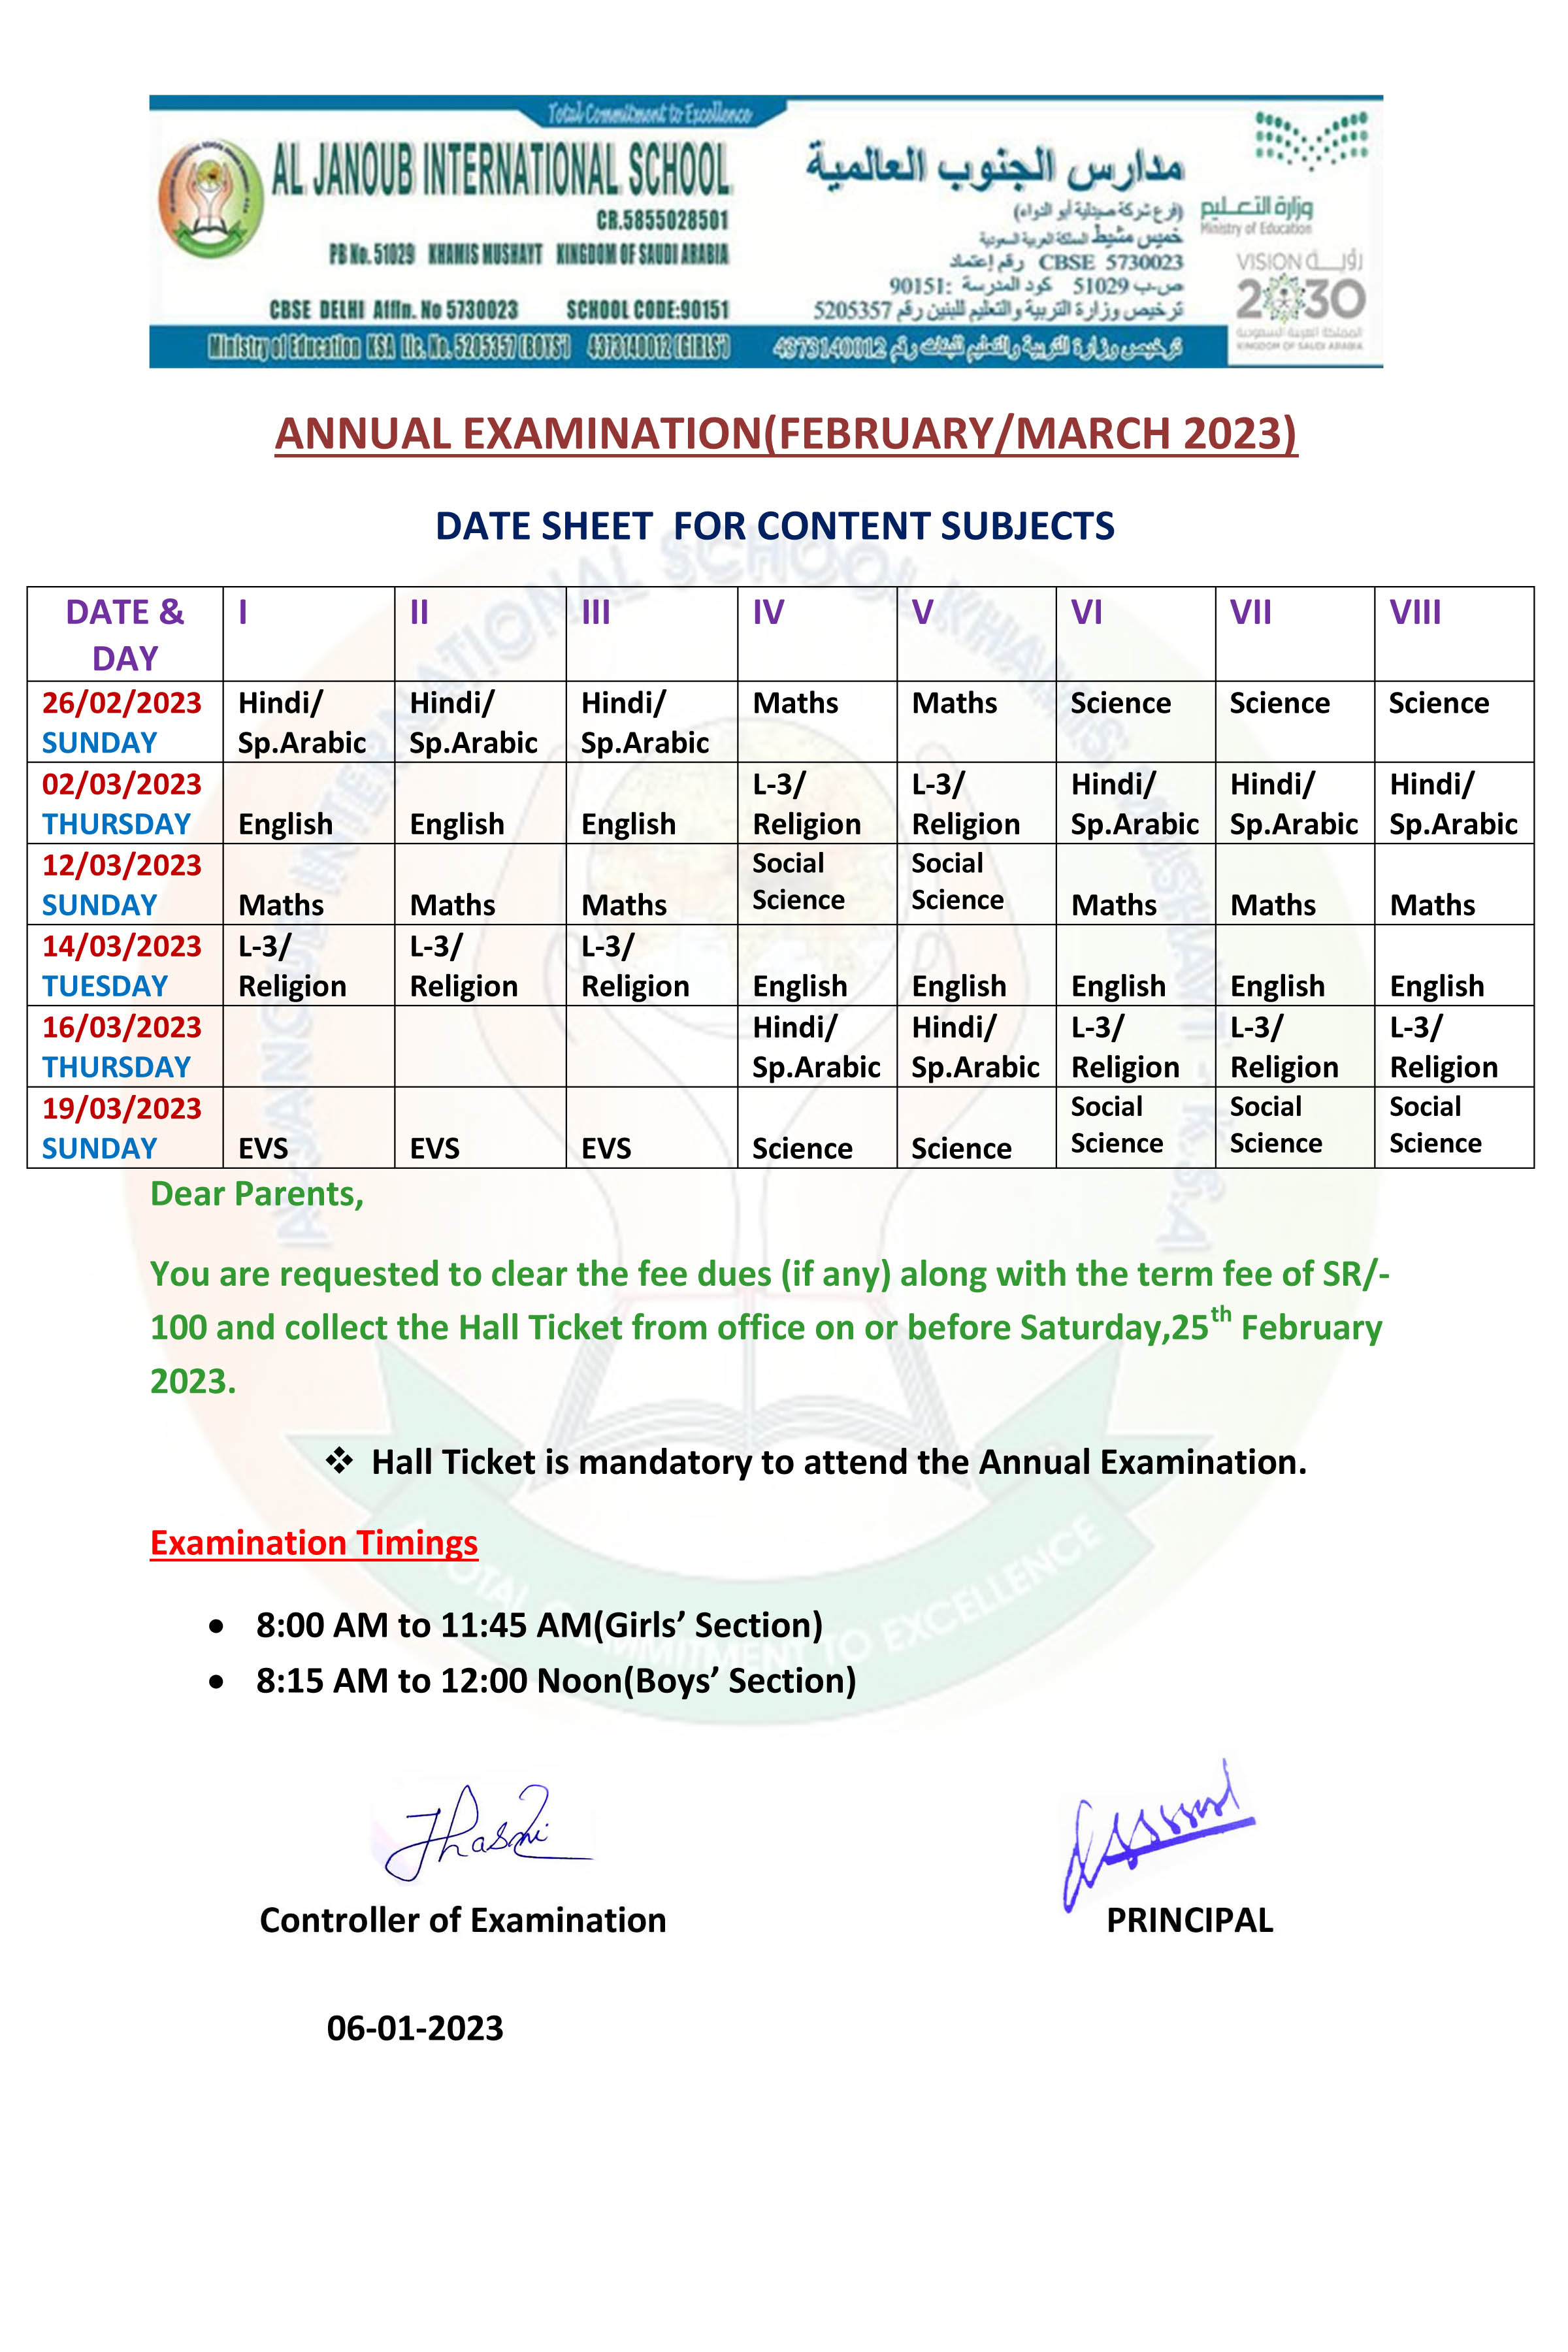 Total Commitment to Excellence
AL JANOUB INTERNATIONAL SCHOOL
CR.5855028501
PB No. 51029 KHAMIS MUSHAYT KINGDOM OF SAUDI ARABIA
CBSE DELHI Affln. No 5730023 SCHOOL CODE:90151
Ministry of Education KSA Lic. No. 5205357 (BOYS') 4373140012 (GIRLS')
مدارس الجنوب العالمية
(فرع شركة صيدلية أبو الدواء)
خميس مشيط المملكة العربية السعودية
CBSE 5730023 رقم إعتماد
ص.ب 51029 كود المدرسة :90151
ترخيص وزارة التربية والتعليم للبنين رقم 5205357
ترخيص وزارة التربية والتعليم للبنات رقم 4373140012
وزارة التعليم
Ministry of Education
VISION رؤيــة
2030
المملكة العربية السعودية
KINGDOM OF SAUDI ARABIA
ANNUAL EXAMINATION(FEBRUARY/MARCH 2023)
DATE SHEET FOR CONTENT SUBJECTS
DATE & DAY I II III IV V VI VII VIII
26/02/2023 SUNDAY Hindi/ Sp.Arabic Hindi/ Sp.Arabic Hindi/ Sp.Arabic Maths Maths Science Science Science
02/03/2023 THURSDAY English English English L-3/ Religion L-3/ Religion Hindi/ Sp.Arabic Hindi/ Sp.Arabic Hindi/ Sp.Arabic
12/03/2023 SUNDAY Maths Maths Maths Social Science Social Science Maths Maths Maths
14/03/2023 TUESDAY L-3/ Religion L-3/ Religion L-3/ Religion English English English English English
16/03/2023 THURSDAY Hindi/ Sp.Arabic Hindi/ Sp.Arabic L-3/ Religion L-3/ Religion L-3/ Religion
19/03/2023 SUNDAY EVS EVS EVS Science Science Social Science Social Science Social Science
Dear Parents,
You are requested to clear the fee dues (if any) along with the term fee of SR/-
100 and collect the Hall Ticket from office on or before Saturday,25th February
2023.
❖ Hall Ticket is mandatory to attend the Annual Examination.
Examination Timings
• 8:00 AM to 11:45 AM(Girls’ Section)
• 8:15 AM to 12:00 Noon(Boys’ Section)
Controller of Examination PRINCIPAL
06-01-2023
AL JANOUB INTERNATIONAL SCHOOL KHAMIS MUSHAYT - K.S.A
TOTAL COMMITMENT TO EXCELLENCE